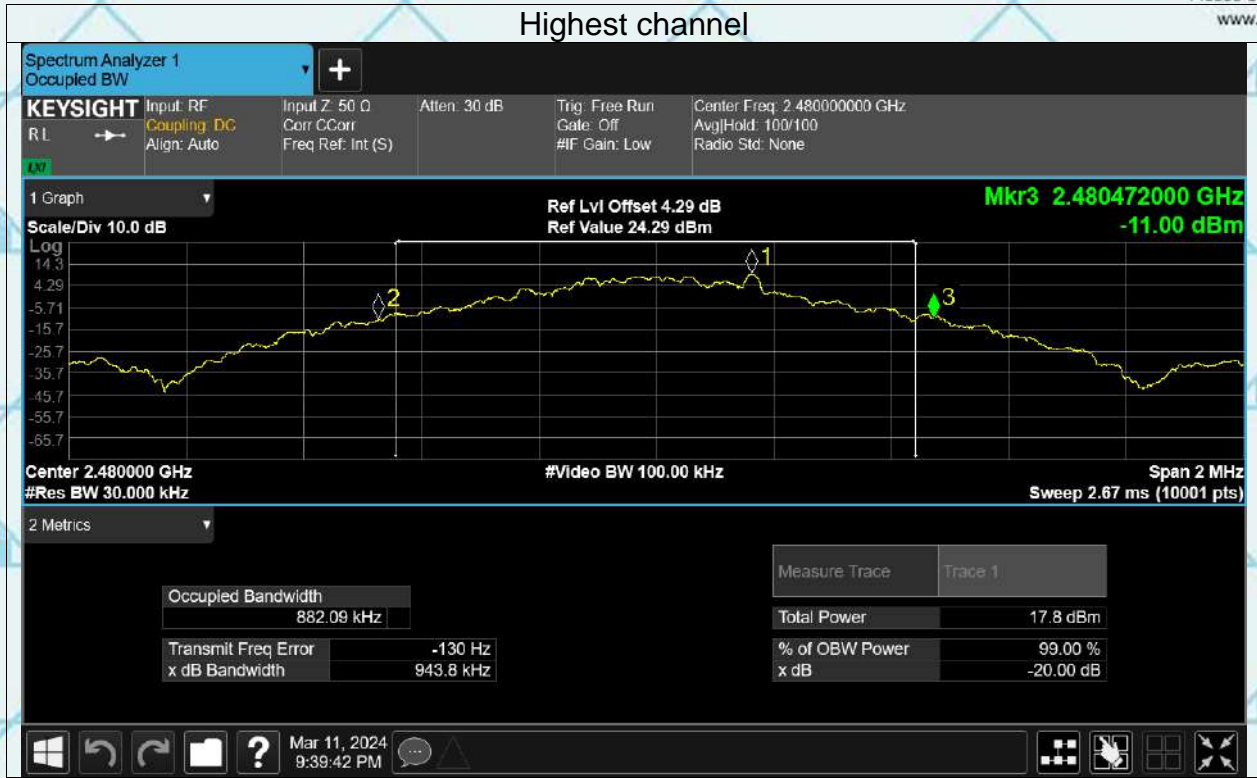 www.
Highest channel
Spectrum Analyzer 1
Occupied BW
+
KEYSIGHT
R L
LXI
Input: RF
Coupling: DC
Align: Auto
Input Z: 50 Ω
Corr CCorr
Freq Ref: Int (S)
Atten: 30 dB
Trig: Free Run
Gate: Off
#IF Gain: Low
Center Freq: 2.480000000 GHz
Avg|Hold: 100/100
Radio Std: None
1 Graph
Scale/Div 10.0 dB
Ref Lvl Offset 4.29 dB
Ref Value 24.29 dBm
Mkr3 2.480472000 GHz
-11.00 dBm
Log
14.3
4.29
-5.71
-15.7
-25.7
-35.7
-45.7
-55.7
-65.7
2
1
3
Center 2.480000 GHz
#Res BW 30.000 kHz
#Video BW 100.00 kHz
Span 2 MHz
Sweep 2.67 ms (10001 pts)
2 Metrics
Occupied Bandwidth
882.09 kHz
Transmit Freq Error -130 Hz
x dB Bandwidth 943.8 kHz
Measure Trace Trace 1
Total Power 17.8 dBm
% of OBW Power 99.00 %
x dB -20.00 dB
?
Mar 11, 2024
9:39:42 PM